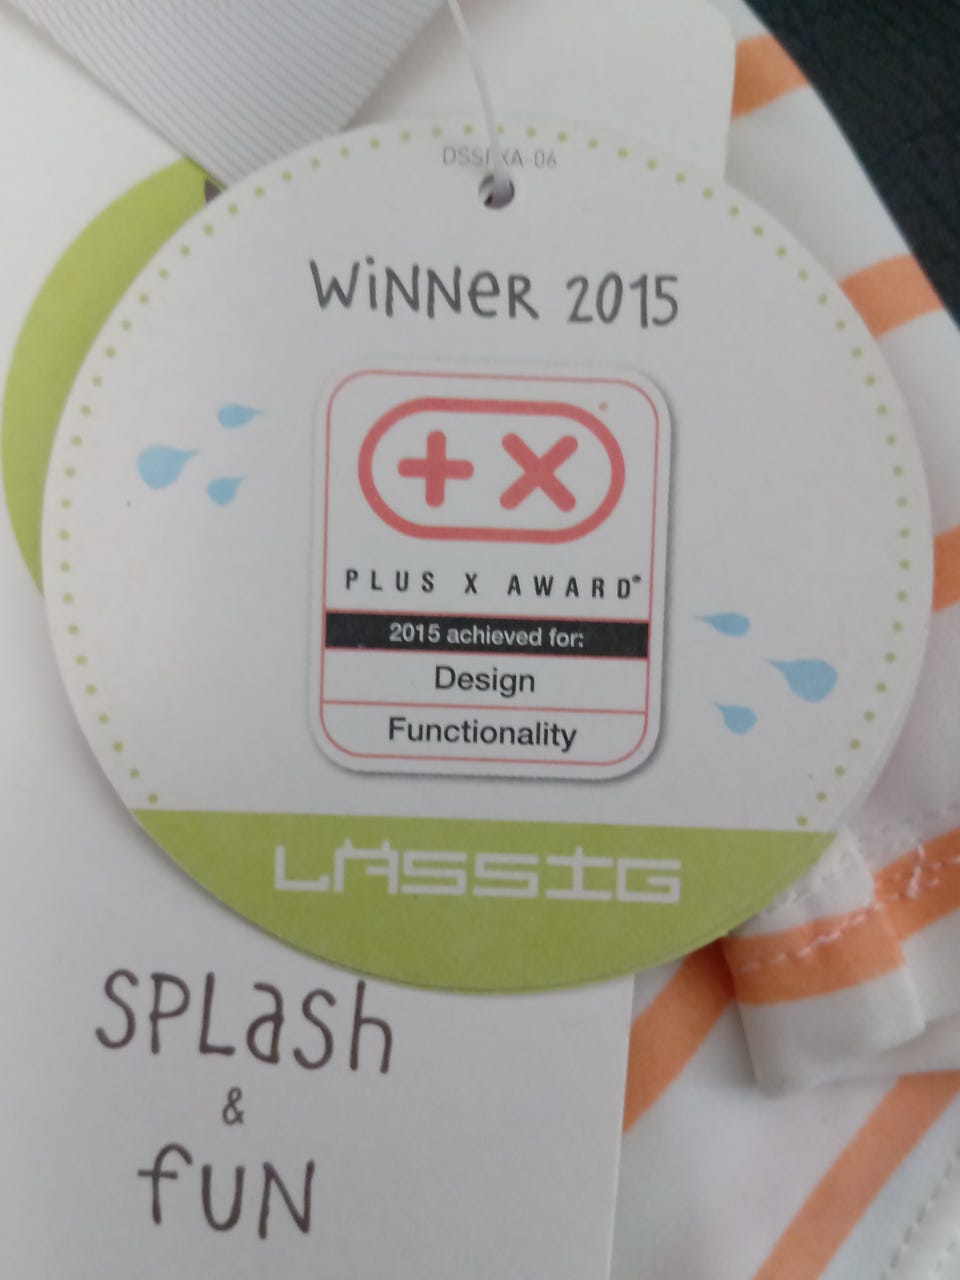 WiNNeR 2015
+ X
PLUS X AWARD®
2015 achieved for:
Design
Functionality
LÄSSIG
SPLaSh
&
fUN